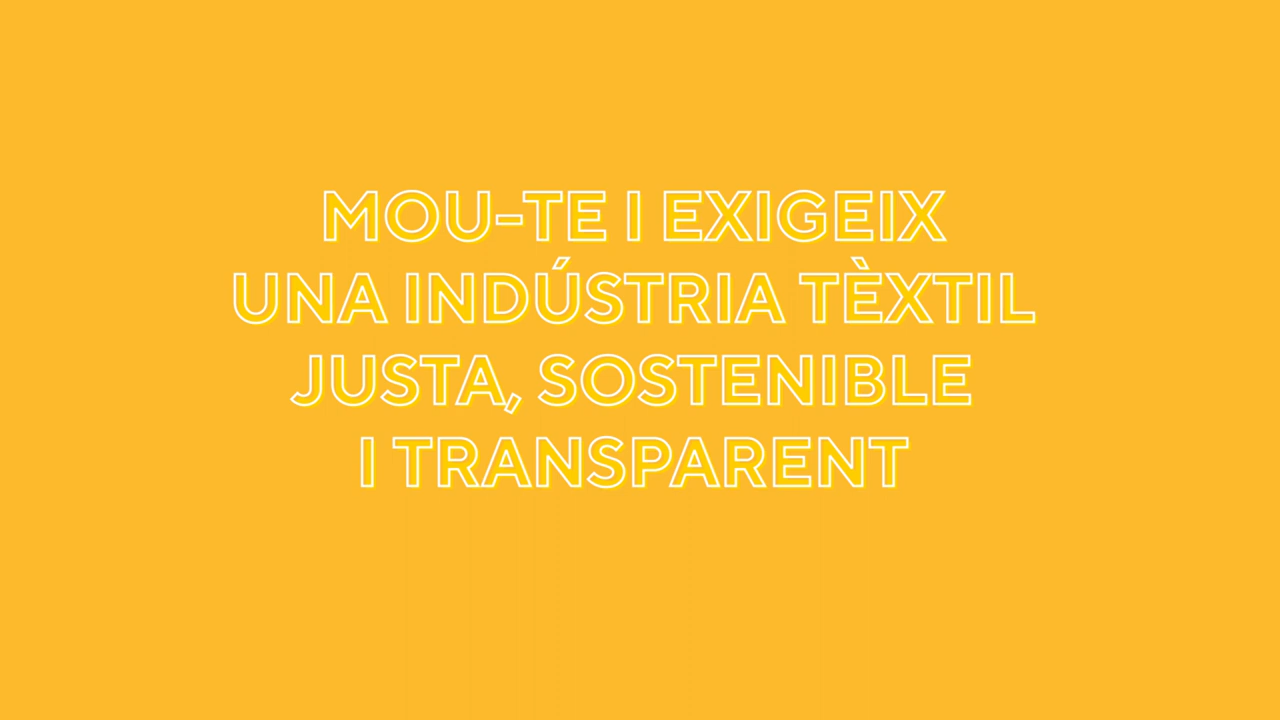 MOU-TE I EXIGEIX
UNA INDÚSTRIA TÈXTIL
JUSTA, SOSTENIBLE
I TRANSPARENT